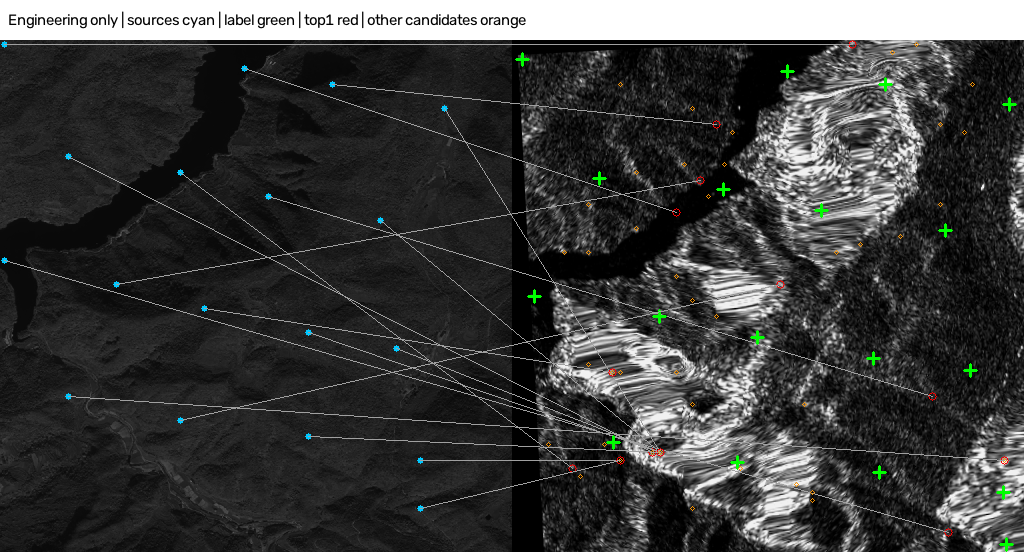 Engineering only | sources cyan | label green | top1 red | other candidates orange